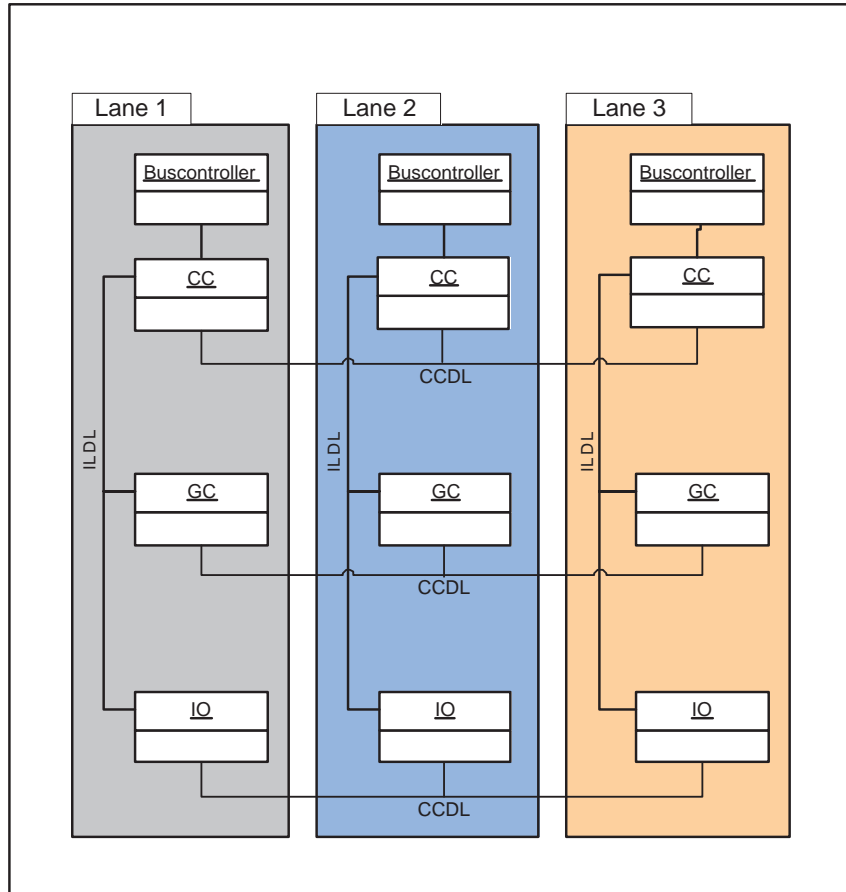 Lane 1
Lane 2
Lane 3
Buscontroller
Buscontroller
Buscontroller
CC
CC
CC
CCDL
ILDL
ILDL
ILDL
GC
GC
GC
CCDL
IO
IO
IO
CCDL